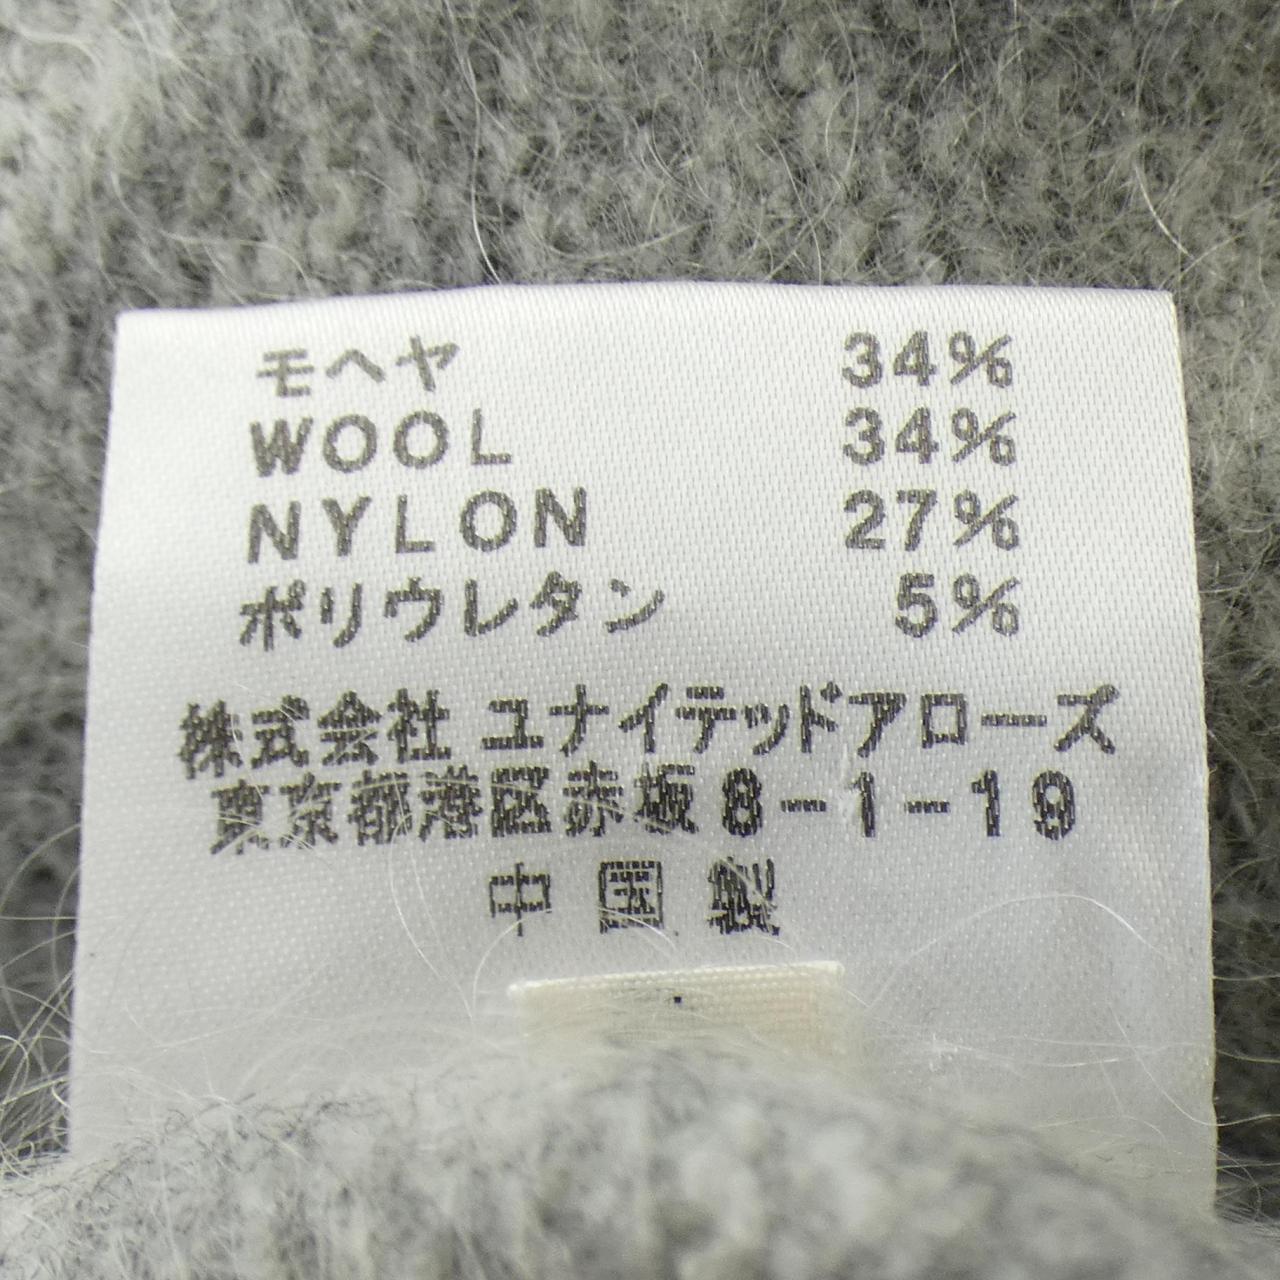 モヘヤ 34%
WOOL 34%
NYLON 27%
ポリウレタン 5%
株式会社 ユナイテッドアローズ
東京都港区赤坂8-1-19
中国製